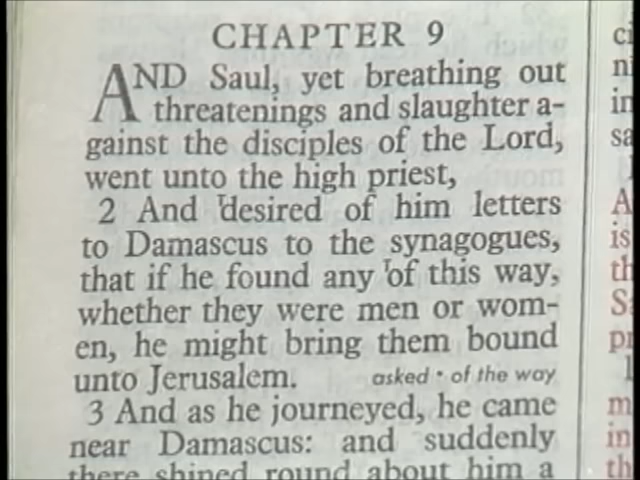 CHAPTER 9
AND Saul, yet breathing out
threatenings and slaughter a-
gainst the disciples of the Lord,
went unto the high priest,
2 And rdesired of him letters
to Damascus to the synagogues,
that if he found any tof this way,
whether they were men or wom-
en, he might bring them bound
unto Jerusalem. asked · of the way
3 And as he journeyed, he came
near Damascus: and suddenly
there shined round about him a